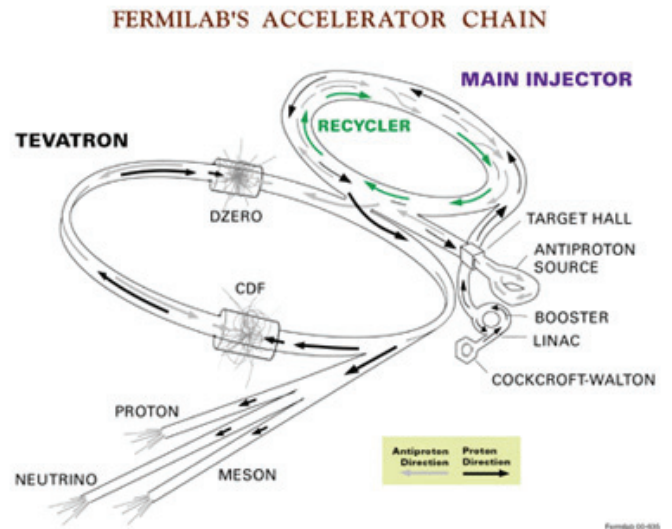 FERMILAB'S ACCELERATOR CHAIN
MAIN INJECTOR
RECYCLER
TEVATRON
DZERO
TARGET HALL
ANTIPROTON
SOURCE
CDF
BOOSTER
LINAC
COCKCROFT-WALTON
PROTON
NEUTRINO
MESON
Antiproton
Direction
Proton
Direction